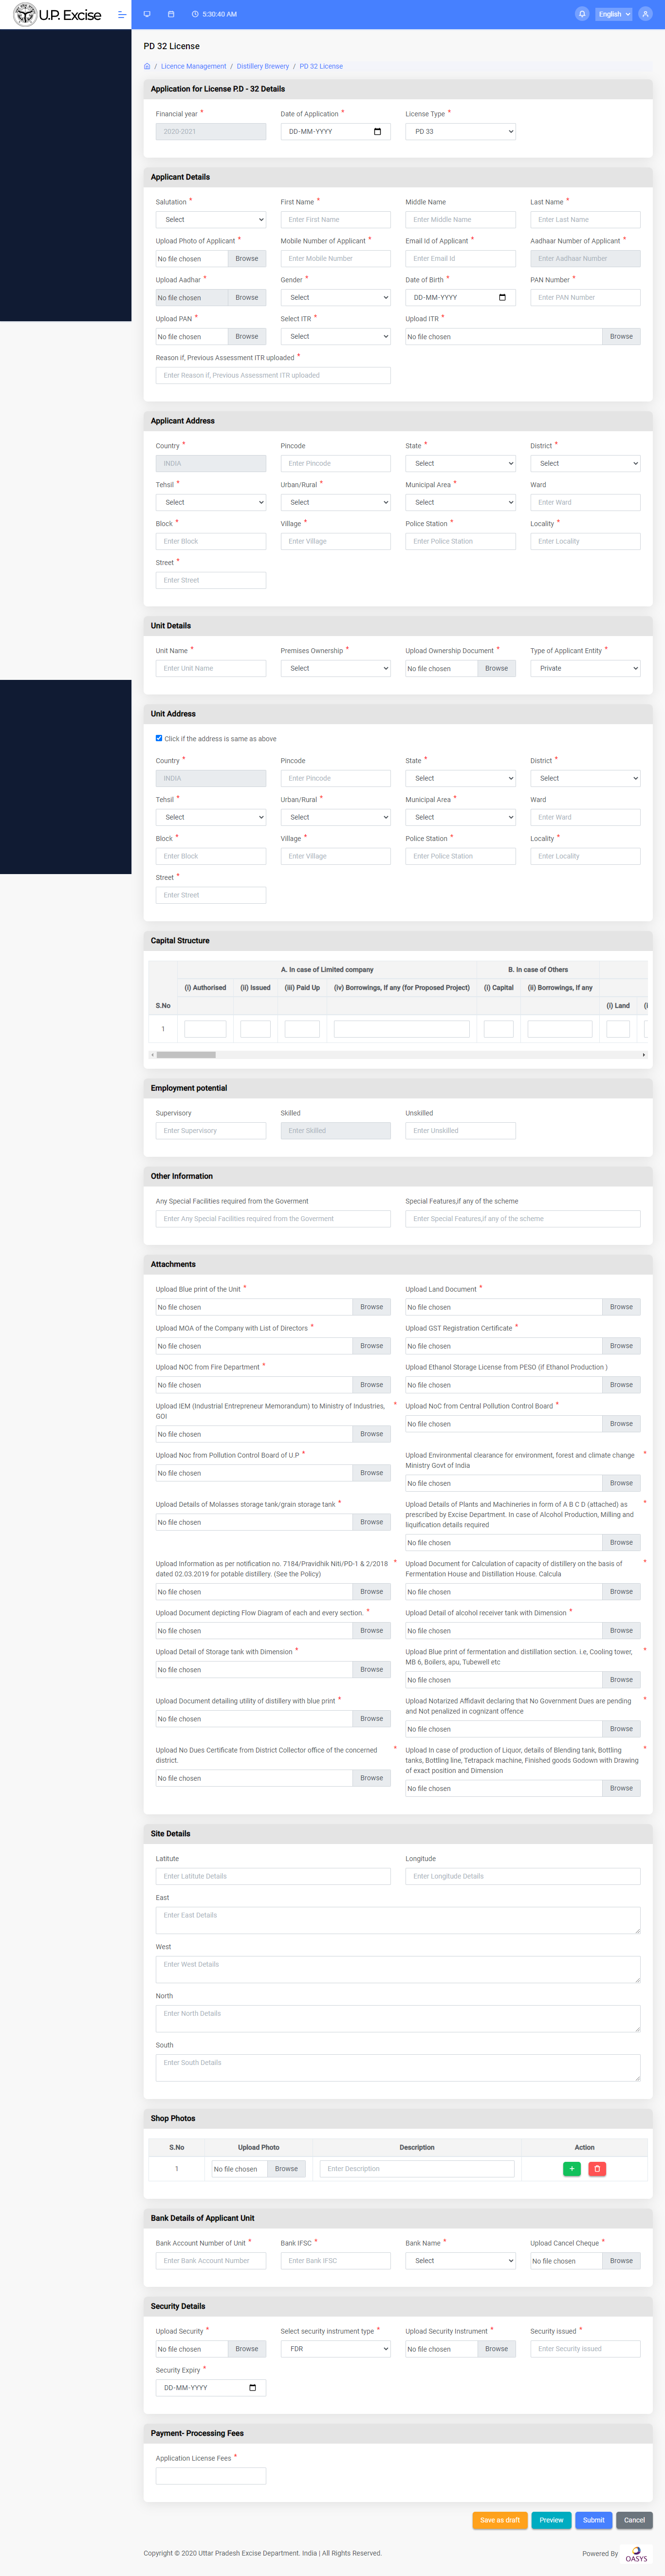 U.P. Excise
5:30:40 AM
English
PD 32 License
/ Licence Management / Distillery Brewery / PD 32 License
Application for License P.D - 32 Details
Financial year * Date of Application * License Type *
2020-2021 DD-MM-YYYY PD 33
Applicant Details
Salutation * First Name * Middle Name Last Name *
Select Enter First Name Enter Middle Name Enter Last Name
Upload Photo of Applicant * Mobile Number of Applicant * Email Id of Applicant * Aadhaar Number of Applicant *
No file chosen Browse Enter Mobile Number Enter Email Id Enter Aadhaar Number
Upload Aadhar * Gender * Date of Birth * PAN Number *
No file chosen Browse Select DD-MM-YYYY Enter PAN Number
Upload PAN * Select ITR * Upload ITR *
No file chosen Browse Select No file chosen Browse
Reason if, Previous Assessment ITR uploaded *
Enter Reason if, Previous Assessment ITR uploaded
Applicant Address
Country * Pincode State * District *
INDIA Enter Pincode Select Select
Tehsil * Urban/Rural * Municipal Area * Ward
Select Select Select Enter Ward
Block * Village * Police Station * Locality *
Enter Block Enter Village Enter Police Station Enter Locality
Street *
Enter Street
Unit Details
Unit Name * Premises Ownership * Upload Ownership Document * Type of Applicant Entity *
Enter Unit Name Select No file chosen Browse Private
Unit Address
Click if the address is same as above
Country * Pincode State * District *
INDIA Enter Pincode Select Select
Tehsil * Urban/Rural * Municipal Area * Ward
Select Select Select Enter Ward
Block * Village * Police Station * Locality *
Enter Block Enter Village Enter Police Station Enter Locality
Street *
Enter Street
Capital Structure
A. In case of Limited company B. In case of Others
(i) Authorised (ii) Issued (iii) Paid Up (iv) Borrowings, If any (for Proposed Project) (i) Capital (ii) Borrowings, If any
S.No (i) Land (i
1
Employment potential
Supervisory Skilled Unskilled
Enter Supervisory Enter Skilled Enter Unskilled
Other Information
Any Special Facilities required from the Goverment Special Features,if any of the scheme
Enter Any Special Facilities required from the Goverment Enter Special Features,If any of the scheme
Attachments
Upload Blue print of the Unit * Upload Land Document *
No file chosen Browse No file chosen Browse
Upload MOA of the Company with List of Directors * Upload GST Registration Certificate *
No file chosen Browse No file chosen Browse
Upload NOC from Fire Department * Upload Ethanol Storage License from PESO (if Ethanol Production )
No file chosen Browse No file chosen Browse
Upload IEM (Industrial Entrepreneur Memorandum) to Ministry of Industries, * Upload NoC from Central Pollution Control Board *
GOI
No file chosen Browse No file chosen Browse
Upload Noc from Pollution Control Board of U.P * Upload Environmental clearance for environment, forest and climate change *
Ministry Govt of India
No file chosen Browse No file chosen Browse
Upload Details of Molasses storage tank/grain storage tank * Upload Details of Plants and Machineries in form of A B C D (attached) as *
prescribed by Excise Department. In case of Alcohol Production, Milling and
liquification details required
No file chosen Browse No file chosen Browse
Upload Information as per notification no. 7184/Pravidhik Niti/PD-1 & 2/2018 * Upload Document for Calculation of capacity of distillery on the basis of *
dated 02.03.2019 for potable distillery. (See the Policy) Fermentation House and Distillation House. Calcula
No file chosen Browse No file chosen Browse
Upload Document depicting Flow Diagram of each and every section. * Upload Detail of alcohol receiver tank with Dimension *
No file chosen Browse No file chosen Browse
Upload Detail of Storage tank with Dimension * Upload Blue print of fermentation and distillation section. i.e, Cooling tower, *
MB 6, Boilers, apu, Tubewell etc
No file chosen Browse No file chosen Browse
Upload Document detailing utility of distillery with blue print * Upload Notarized Affidavit declaring that No Government Dues are pending *
and Not penalized in cognizant offence
No file chosen Browse No file chosen Browse
Upload No Dues Certificate from District Collector office of the concerned * Upload In case of production of Liquor, details of Blending tank, Bottling *
district. tanks, Bottling line, Tetrapack machine, Finished goods Godown with Drawing
of exact position and Dimension
No file chosen Browse No file chosen Browse
Site Details
Latitute Longitude
Enter Latitute Details Enter Longitude Details
East
Enter East Details
West
Enter West Details
North
Enter North Details
South
Enter South Details
Shop Photos
S.No Upload Photo Description Action
1 No file chosen Browse Enter Description +
Bank Details of Applicant Unit
Bank Account Number of Unit * Bank IFSC * Bank Name * Upload Cancel Cheque *
Enter Bank Account Number Enter Bank IFSC Select No file chosen Browse
Security Details
Upload Security * Select security instrument type * Upload Security Instrument * Security issued *
No file chosen Browse FDR No file chosen Browse Enter Security issued
Security Expiry *
DD-MM-YYYY
Payment- Processing Fees
Application License Fees *
Save as draft Preview Submit Cancel
Copyright © 2020 Uttar Pradesh Excise Department. India | All Rights Reserved. Powered By OASYS